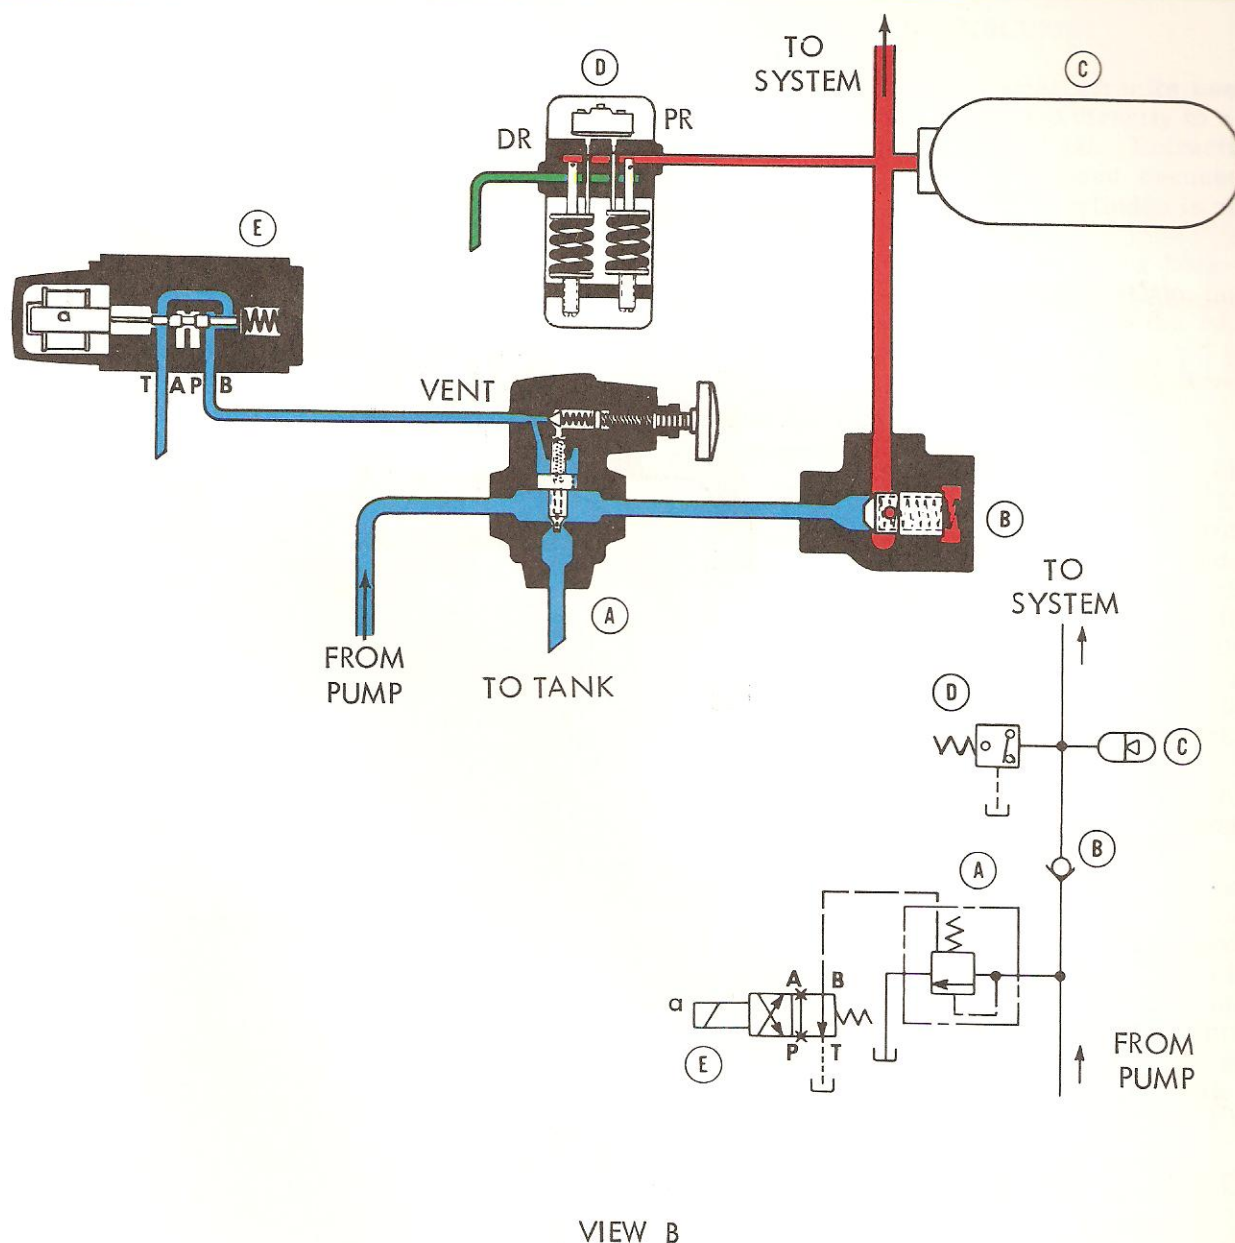 TO
SYSTEM
C
D
PR
DR
E
a
T A P B
VENT
B
A
FROM
PUMP
TO TANK
TO
SYSTEM
D
C
B
A
A B
a
P T
E
FROM
PUMP
VIEW B